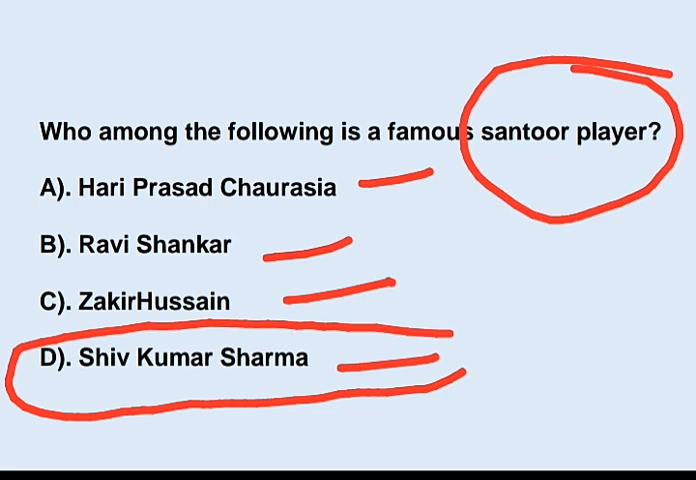 Who among the following is a famous santoor player?
A). Hari Prasad Chaurasia
B). Ravi Shankar
C). ZakirHussain
D). Shiv Kumar Sharma